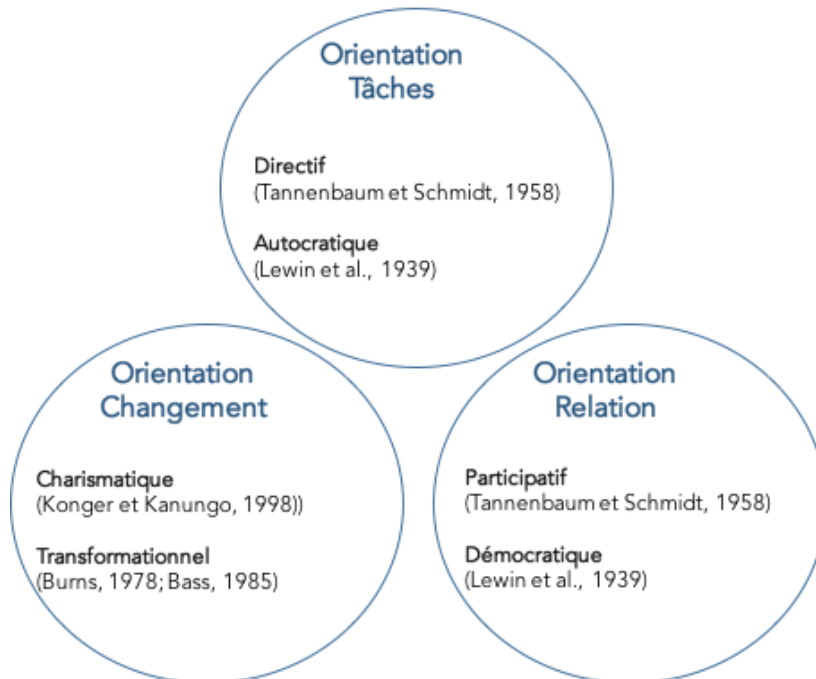 Orientation
Tâches
Directif
(Tannenbaum et Schmidt, 1958)
Autocratique
(Lewin et al., 1939)
Orientation
Changement
Charismatique
(Konger et Kanungo, 1998))
Transformationnel
(Burns, 1978; Bass, 1985)
Orientation
Relation
Participatif
(Tannenbaum et Schmidt, 1958)
Démocratique
(Lewin et al., 1939)